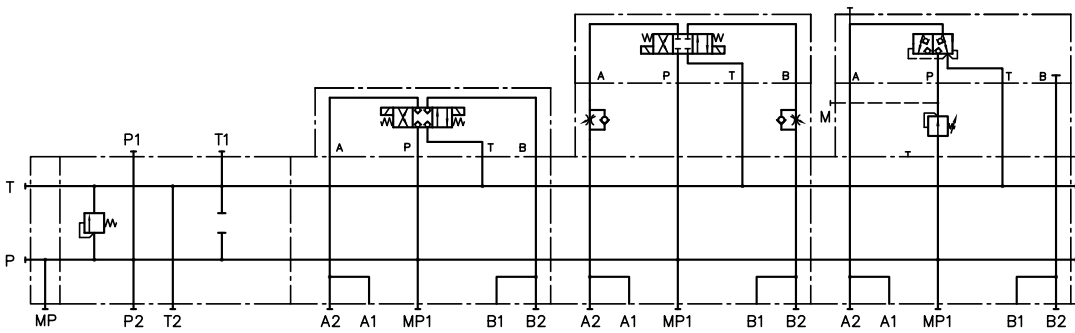 A P T B
A P T B
M
A P T B
P1 T1
T
T
P
MP P2 T2 A2 A1 MP1 B1 B2 A2 A1 MP1 B1 B2 A2 A1 MP1 B1 B2